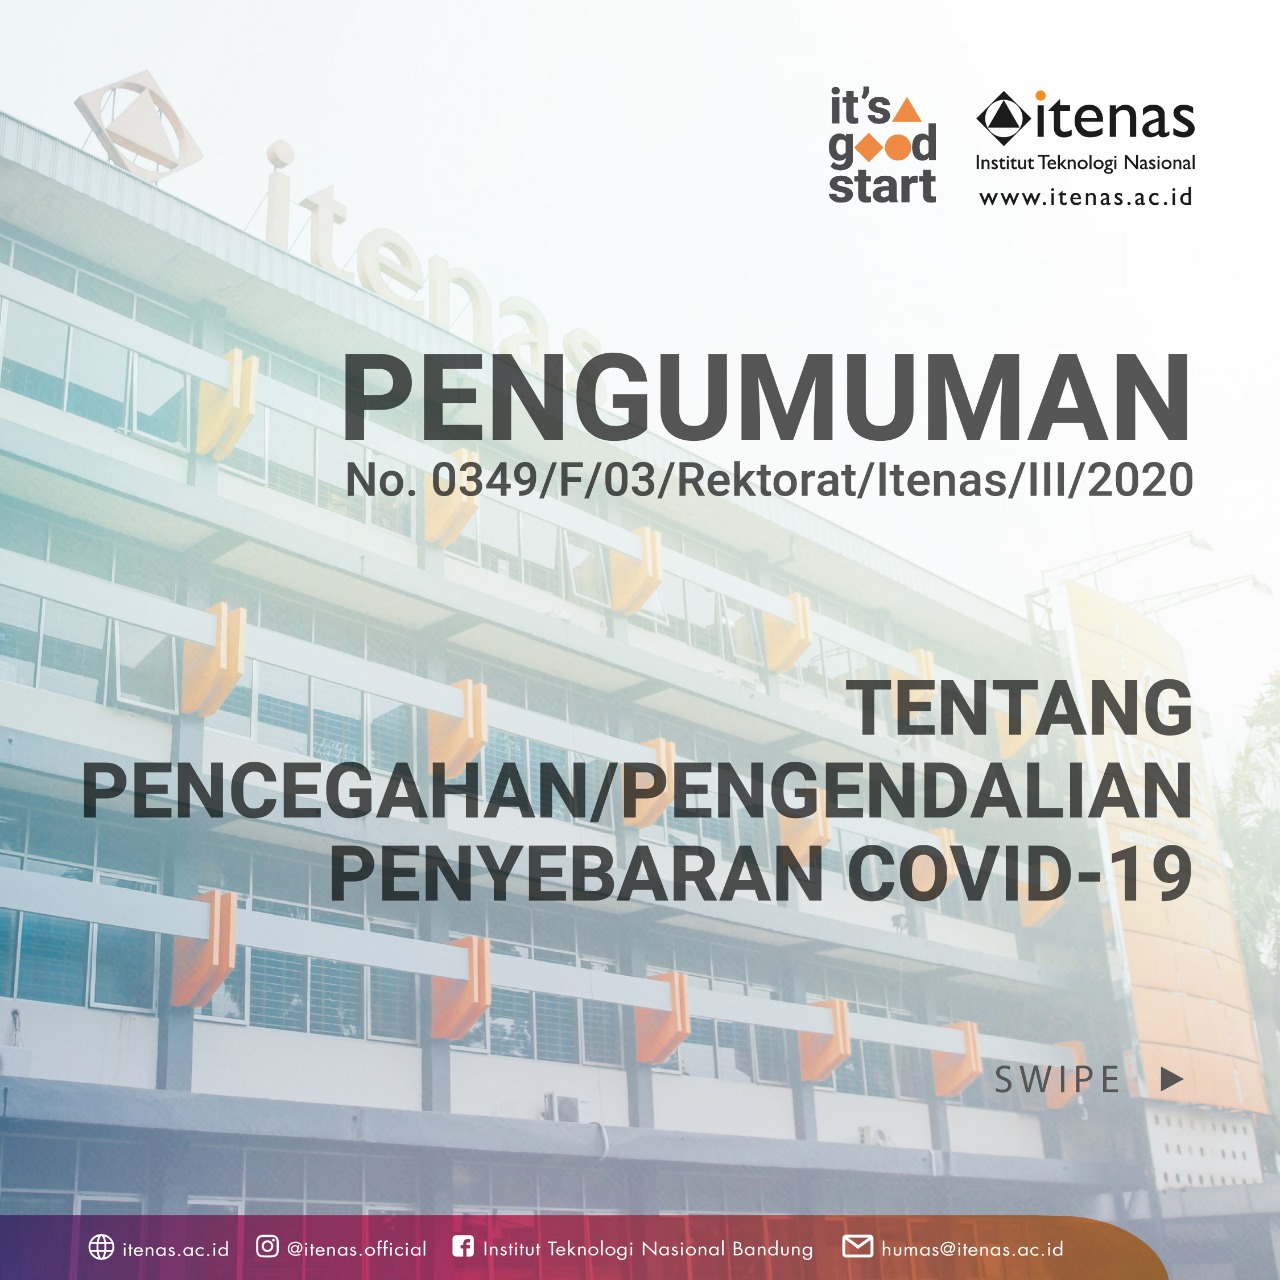 it's
good
start
itenas
Institut Teknologi Nasional
www.itenas.ac.id
itenas
PENGUMUMAN
No. 0349/F/03/Rektorat/Itenas/III/2020
TENTANG
PENCEGAHAN/PENGENDALIAN
PENYEBARAN COVID-19
SWIPE
itenas.ac.id
@itenas.official
Institut Teknologi Nasional Bandung
humas@itenas.ac.id